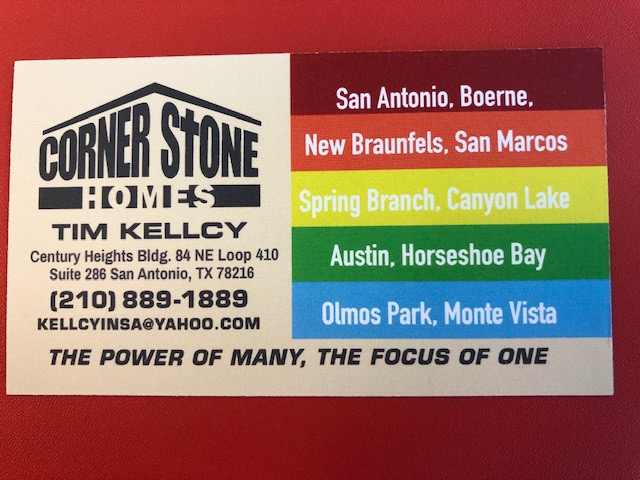 CORNER STONE
HOMES
TIM KELLCY
Century Heights Bldg. 84 NE Loop 410
Suite 286 San Antonio, TX 78216
(210) 889-1889
KELLCYINSA@YAHOO.COM
THE POWER OF MANY, THE FOCUS OF ONE
San Antonio, Boerne,
New Braunfels, San Marcos
Spring Branch, Canyon Lake
Austin, Horseshoe Bay
Olmos Park, Monte Vista